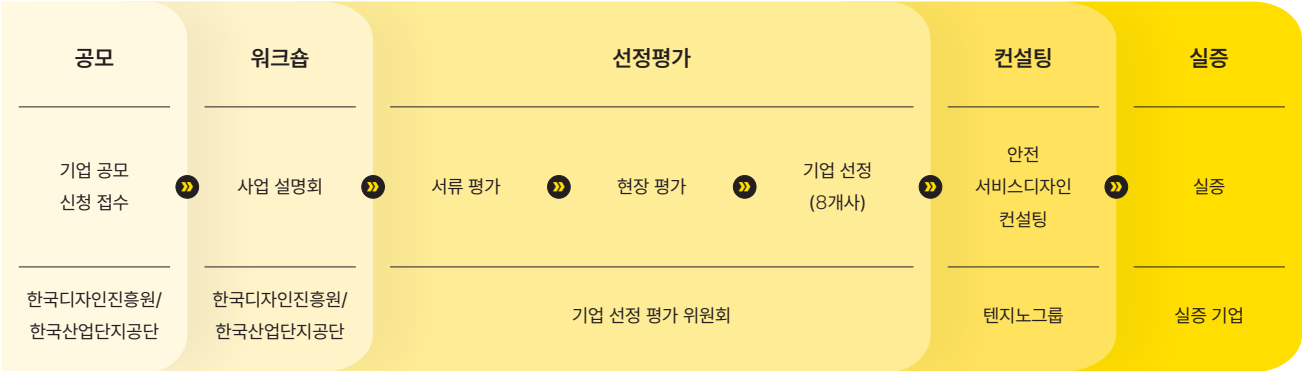 공모
워크숍
선정평가
컨설팅
실증
기업 공모
신청 접수
사업 설명회
서류 평가
현장 평가
기업 선정
(8개사)
안전
서비스디자인
컨설팅
실증
한국디자인진흥원/
한국산업단지공단
한국디자인진흥원/
한국산업단지공단
기업 선정 평가 위원회
텐지노그룹
실증 기업